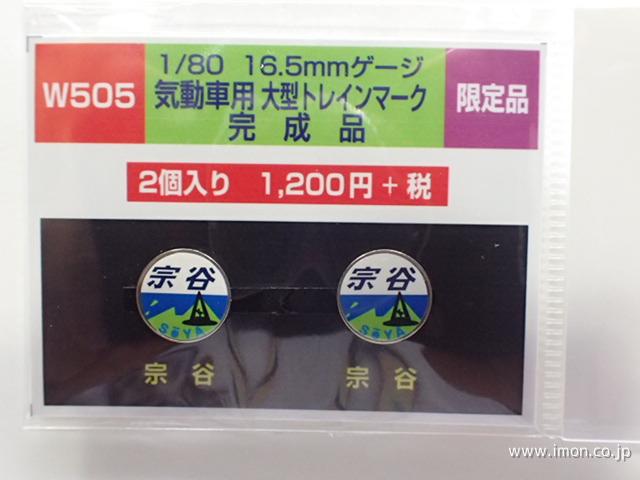 W505
1/80 16.5mmゲージ
気動車用 大型トレインマーク
完成品
限定品
2個入り 1,200円+税
宗谷
SōYA
宗谷
SōYA
宗谷
宗谷
www.imon.co.jp